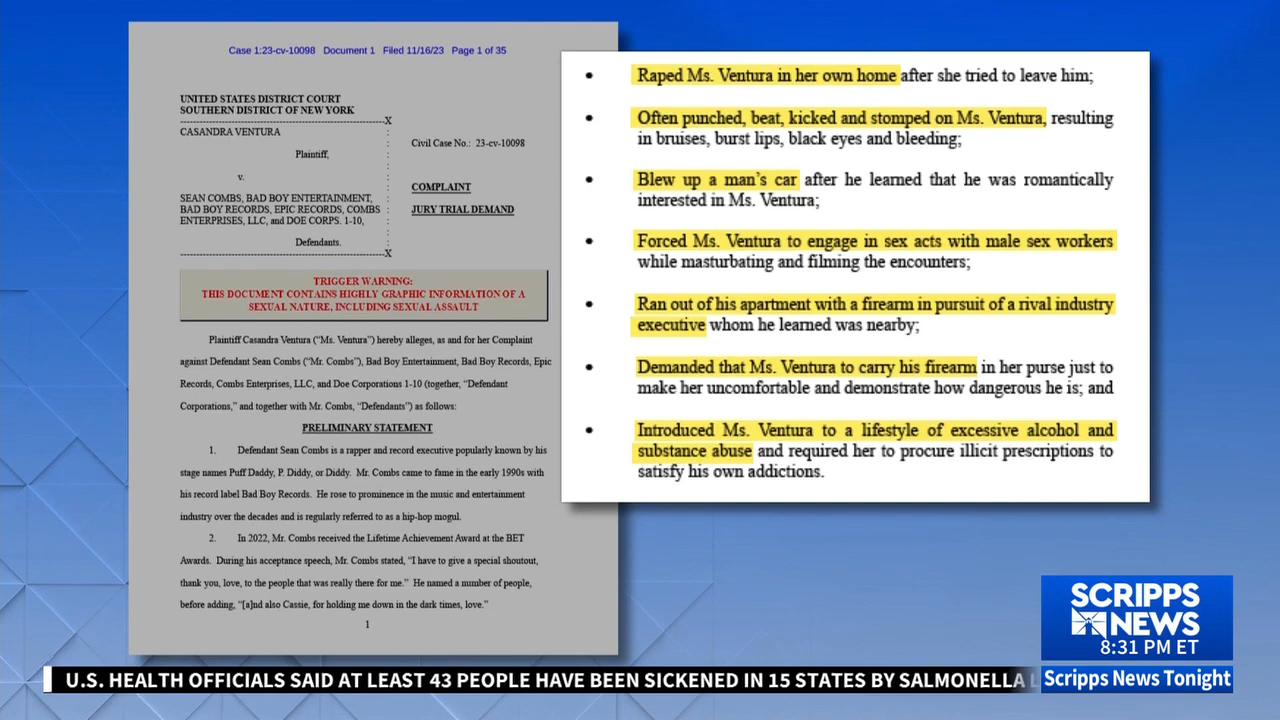 Case 1:23-cv-10098 Document 1 Filed 11/16/23 Page 1 of 35
UNITED STATES DISTRICT COURT
SOUTHERN DISTRICT OF NEW YORK
------------------------------------------X
CASANDRA VENTURA
Plaintiff,
v.
SEAN COMBS, BAD BOY ENTERTAINMENT,
BAD BOY RECORDS, EPIC RECORDS, COMBS
ENTERPRISES, LLC, and DOE CORPS. 1-10,
Defendants.
------------------------------------------X
Civil Case No.: 23-cv-10098
COMPLAINT
JURY TRIAL DEMAND
TRIGGER WARNING:
THIS DOCUMENT CONTAINS HIGHLY GRAPHIC INFORMATION OF A
SEXUAL NATURE, INCLUDING SEXUAL ASSAULT
Plaintiff Casandra Ventura (“Ms. Ventura”) hereby alleges, as and for her Complaint
against Defendant Sean Combs (“Mr. Combs”), Bad Boy Entertainment, Bad Boy Records, Epic
Records, Combs Enterprises, LLC, and Doe Corporations 1-10 (together, “Defendant
Corporations,” and together with Mr. Combs, “Defendants”) as follows:
PRELIMINARY STATEMENT
1. Defendant Sean Combs is a rapper and record executive popularly known by his
stage names Puff Daddy, P. Diddy, or Diddy. Mr. Combs came to fame in the early 1990s with
his record label Bad Boy Records. He rose to prominence in the music and entertainment
industry over the decades and is regularly referred to as a hip-hop mogul.
2. In 2022, Mr. Combs received the Lifetime Achievement Award at the BET
Awards. During his acceptance speech, Mr. Combs stated, “I have to give a special shoutout,
thank you, love, to the people that was really there for me.” He named a number of people,
before adding, “[a]nd also Cassie, for holding me down in the dark times, love.”
1
• Raped Ms. Ventura in her own home after she tried to leave him;
• Often punched, beat, kicked and stomped on Ms. Ventura, resulting
in bruises, burst lips, black eyes and bleeding;
• Blew up a man’s car after he learned that he was romantically
interested in Ms. Ventura;
• Forced Ms. Ventura to engage in sex acts with male sex workers
while masturbating and filming the encounters;
• Ran out of his apartment with a firearm in pursuit of a rival industry
executive whom he learned was nearby;
• Demanded that Ms. Ventura to carry his firearm in her purse just to
make her uncomfortable and demonstrate how dangerous he is; and
• Introduced Ms. Ventura to a lifestyle of excessive alcohol and
substance abuse and required her to procure illicit prescriptions to
satisfy his own addictions.
SCRIPPS
NEWS
8:31 PM ET
Scripps News Tonight
U.S. HEALTH OFFICIALS SAID AT LEAST 43 PEOPLE HAVE BEEN SICKENED IN 15 STATES BY SALMONELLA L